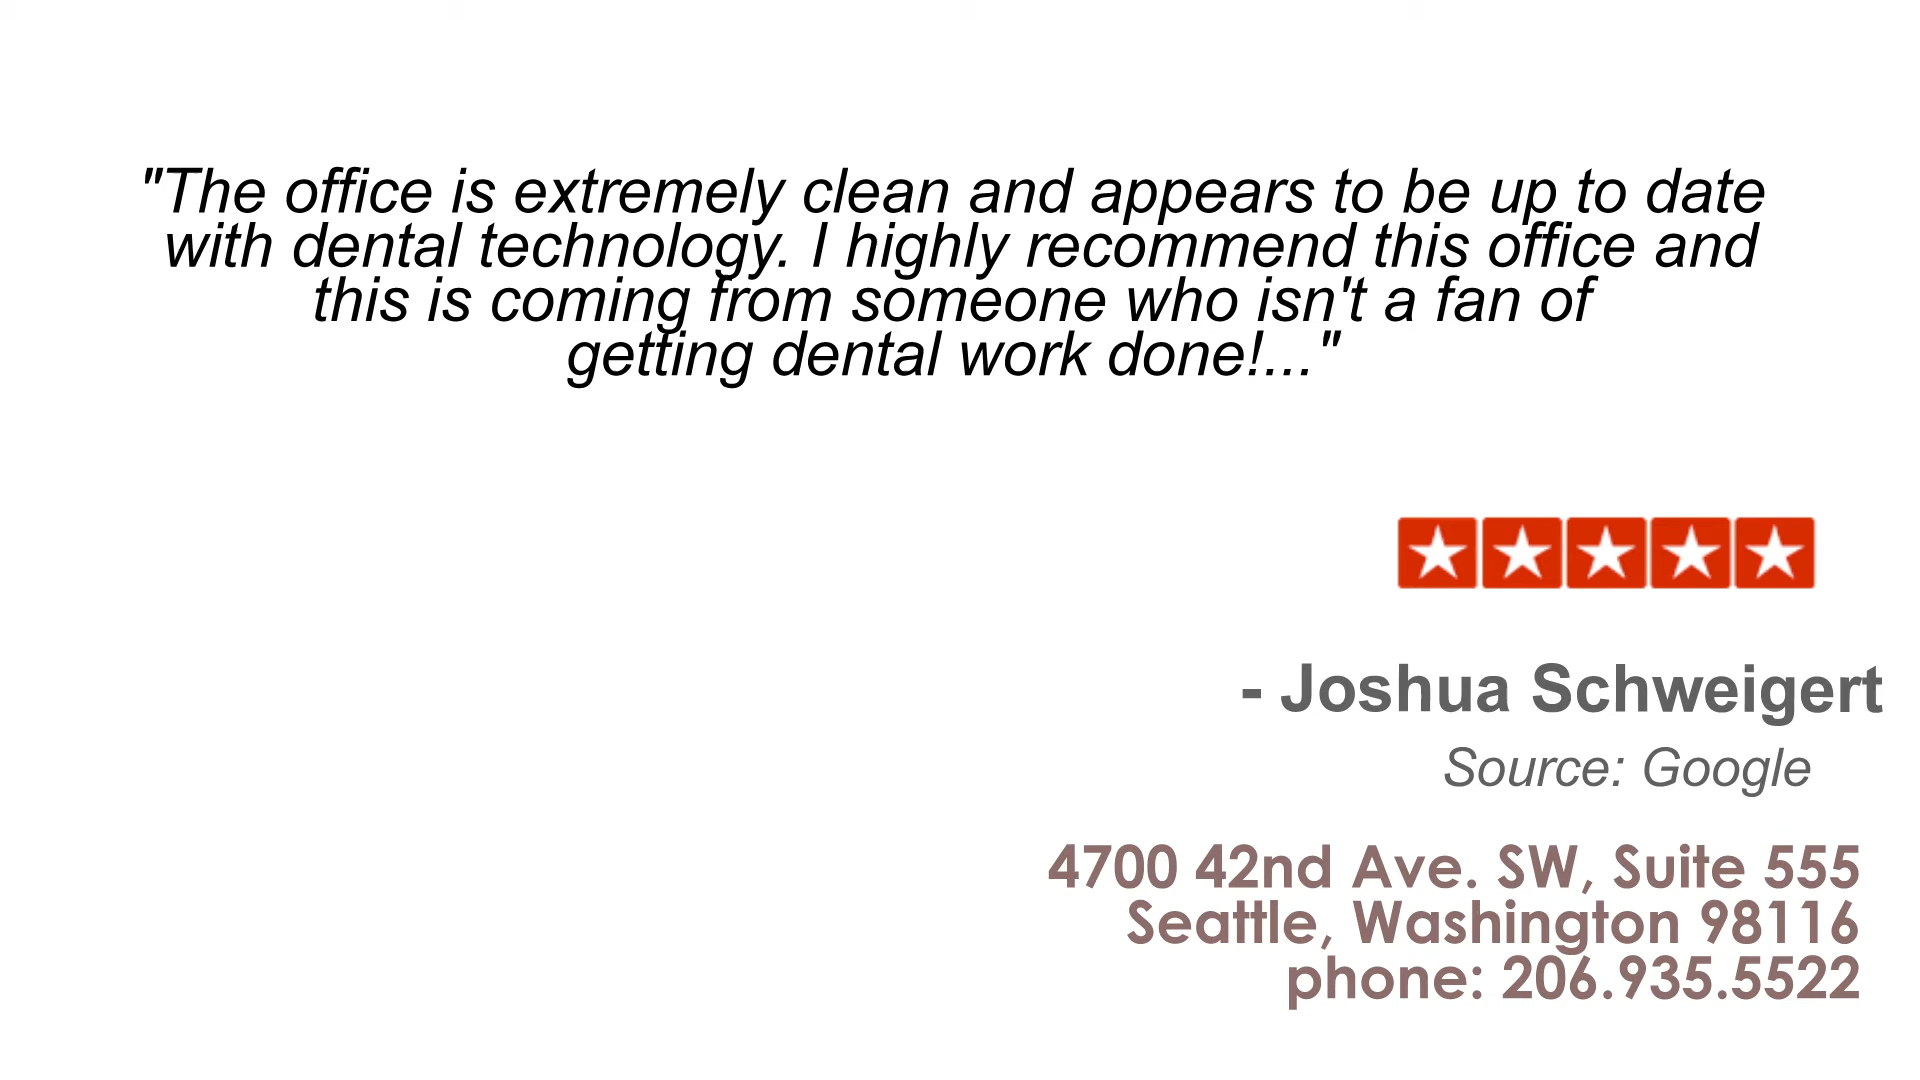 "The office is extremely clean and appears to be up to date
with dental technology. I highly recommend this office and
this is coming from someone who isn't a fan of
getting dental work done!..."
- Joshua Schweigert
Source: Google
4700 42nd Ave. SW, Suite 555
Seattle, Washington 98116
phone: 206.935.5522